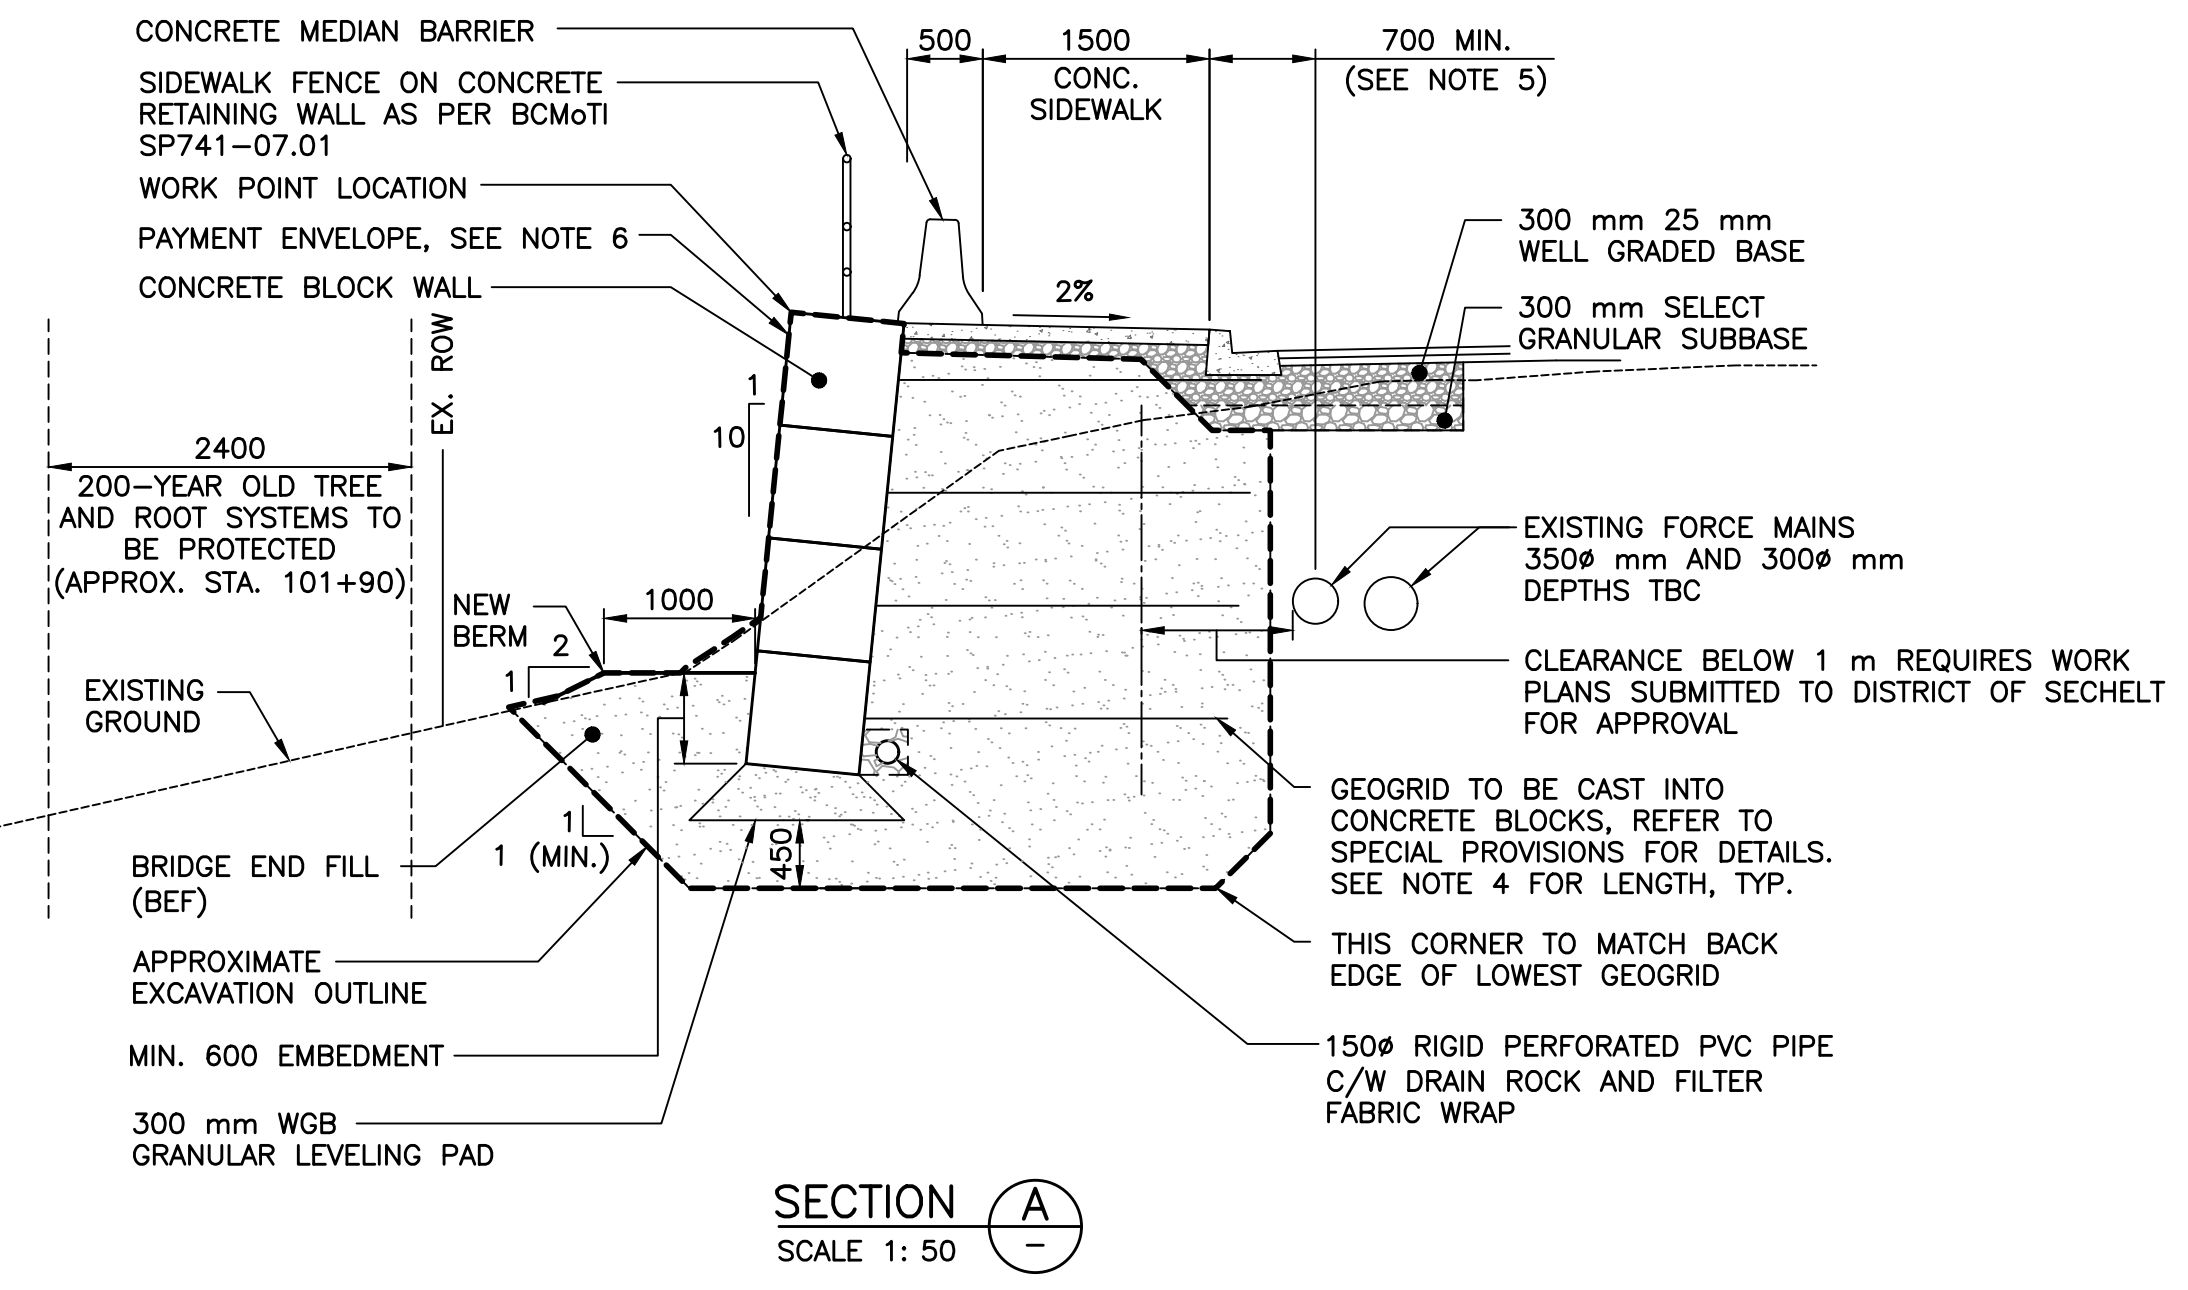 CONCRETE MEDIAN BARRIER
SIDEWALK FENCE ON CONCRETE
RETAINING WALL AS PER BCMoTI
SP741-07.01
WORK POINT LOCATION
PAYMENT ENVELOPE, SEE NOTE 6
CONCRETE BLOCK WALL
500
1500
CONC.
SIDEWALK
700 MIN.
(SEE NOTE 5)
2%
300 mm 25 mm
WELL GRADED BASE
300 mm SELECT
GRANULAR SUBBASE
EX. ROW
1
10
2400
200-YEAR OLD TREE
AND ROOT SYSTEMS TO
BE PROTECTED
(APPROX. STA. 101+90)
NEW
BERM
1000
2
1
EXISTING
GROUND
EXISTING FORCE MAINS
350ø mm AND 300ø mm
DEPTHS TBC
CLEARANCE BELOW 1 m REQUIRES WORK
PLANS SUBMITTED TO DISTRICT OF SECHELT
FOR APPROVAL
GEOGRID TO BE CAST INTO
CONCRETE BLOCKS, REFER TO
SPECIAL PROVISIONS FOR DETAILS.
SEE NOTE 4 FOR LENGTH, TYP.
1
1 (MIN.)
450
BRIDGE END FILL
(BEF)
APPROXIMATE
EXCAVATION OUTLINE
THIS CORNER TO MATCH BACK
EDGE OF LOWEST GEOGRID
MIN. 600 EMBEDMENT
150ø RIGID PERFORATED PVC PIPE
C/W DRAIN ROCK AND FILTER
FABRIC WRAP
300 mm WGB
GRANULAR LEVELING PAD
SECTION
A
-
SCALE 1: 50